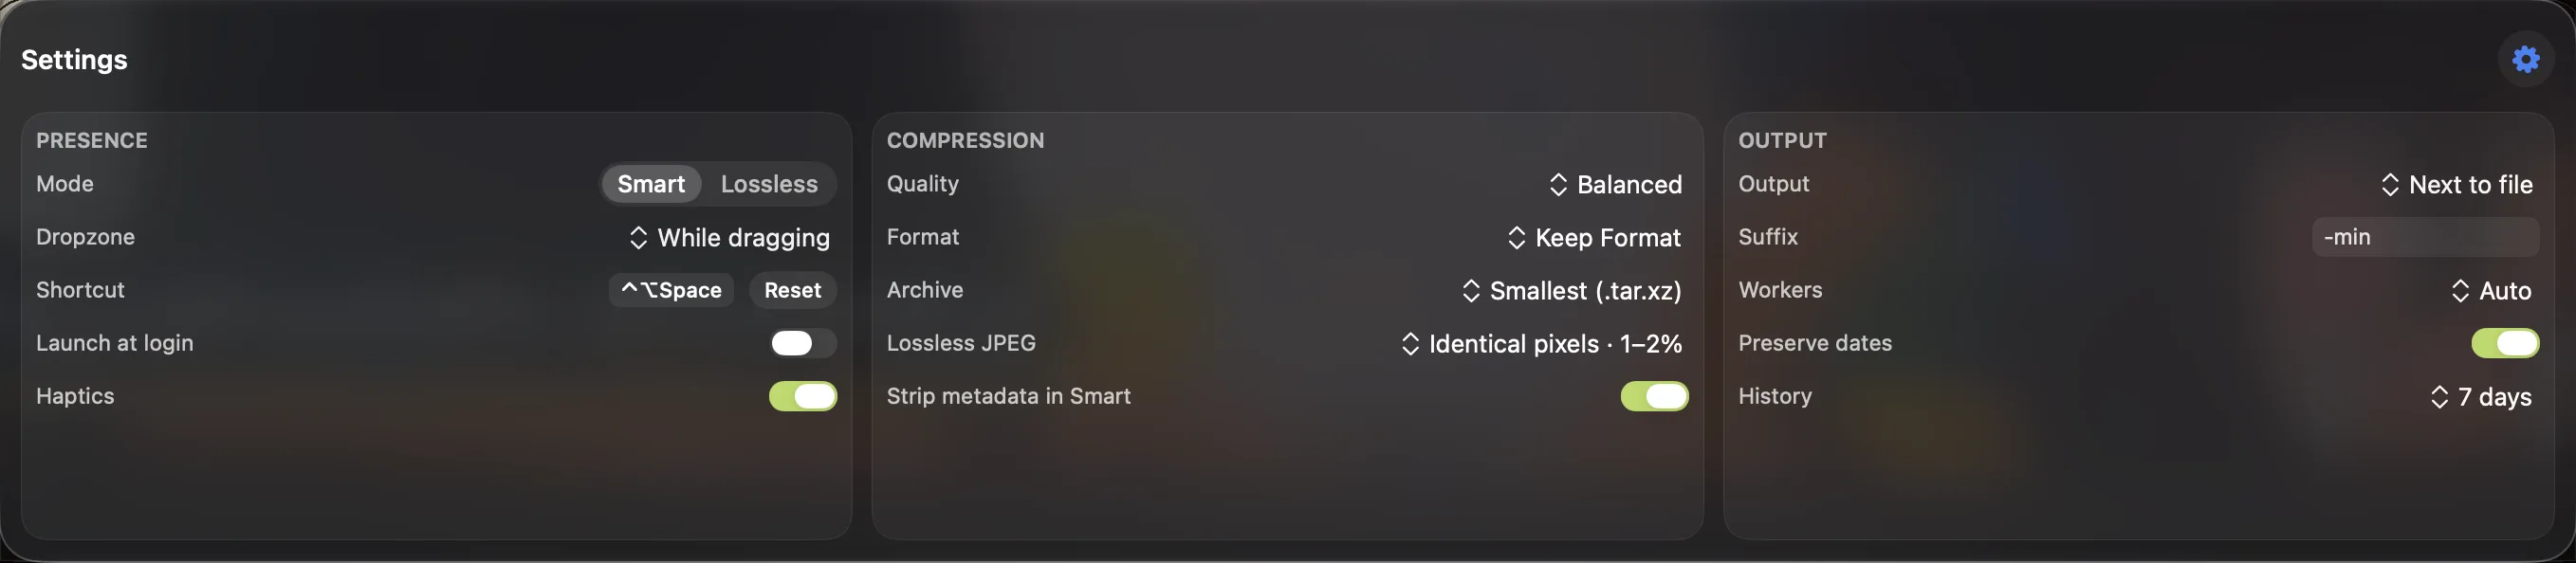 Settings
PRESENCE
Mode Smart Lossless
Dropzone While dragging
Shortcut ^⌥Space Reset
Launch at login
Haptics
COMPRESSION
Quality Balanced
Format Keep Format
Archive Smallest (.tar.xz)
Lossless JPEG Identical pixels · 1–2%
Strip metadata in Smart
OUTPUT
Output Next to file
Suffix -min
Workers Auto
Preserve dates
History 7 days